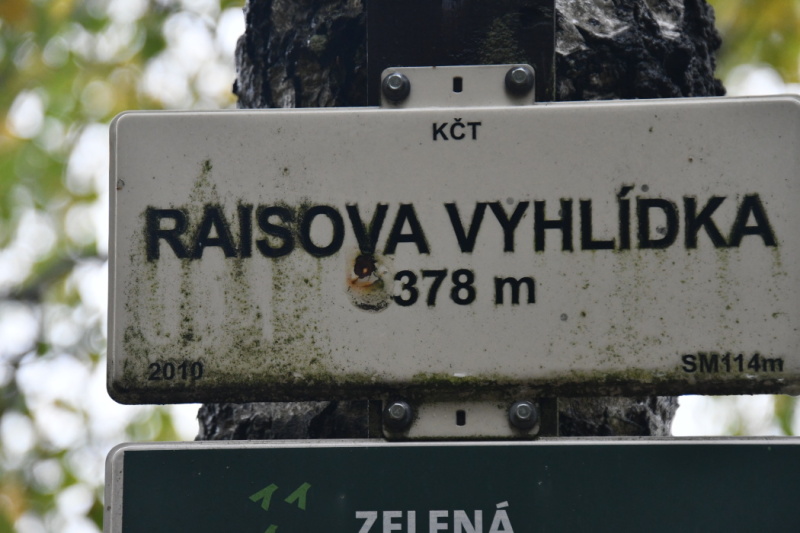 KČT
RAISOVA VYHLÍDKA
378 m
2010 SM114m
ZELENÁ